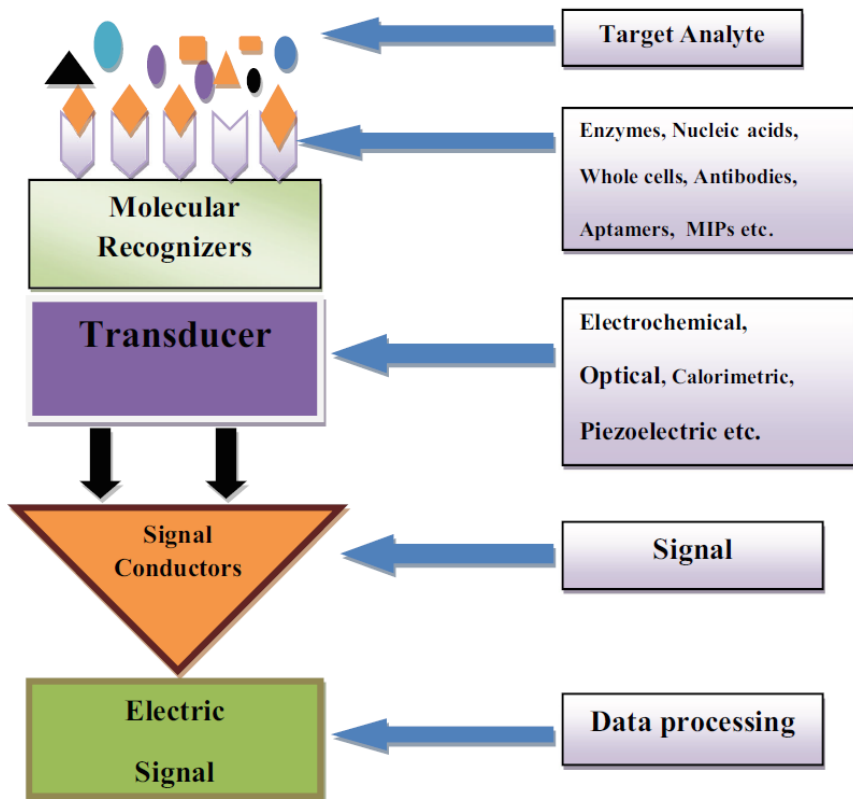 Target Analyte
Enzymes, Nucleic acids,
Whole cells, Antibodies,
Aptamers, MIPs etc.
Molecular
Recognizers
Transducer
Electrochemical,
Optical, Calorimetric,
Piezoelectric etc.
Signal
Conductors
Signal
Electric
Signal
Data processing